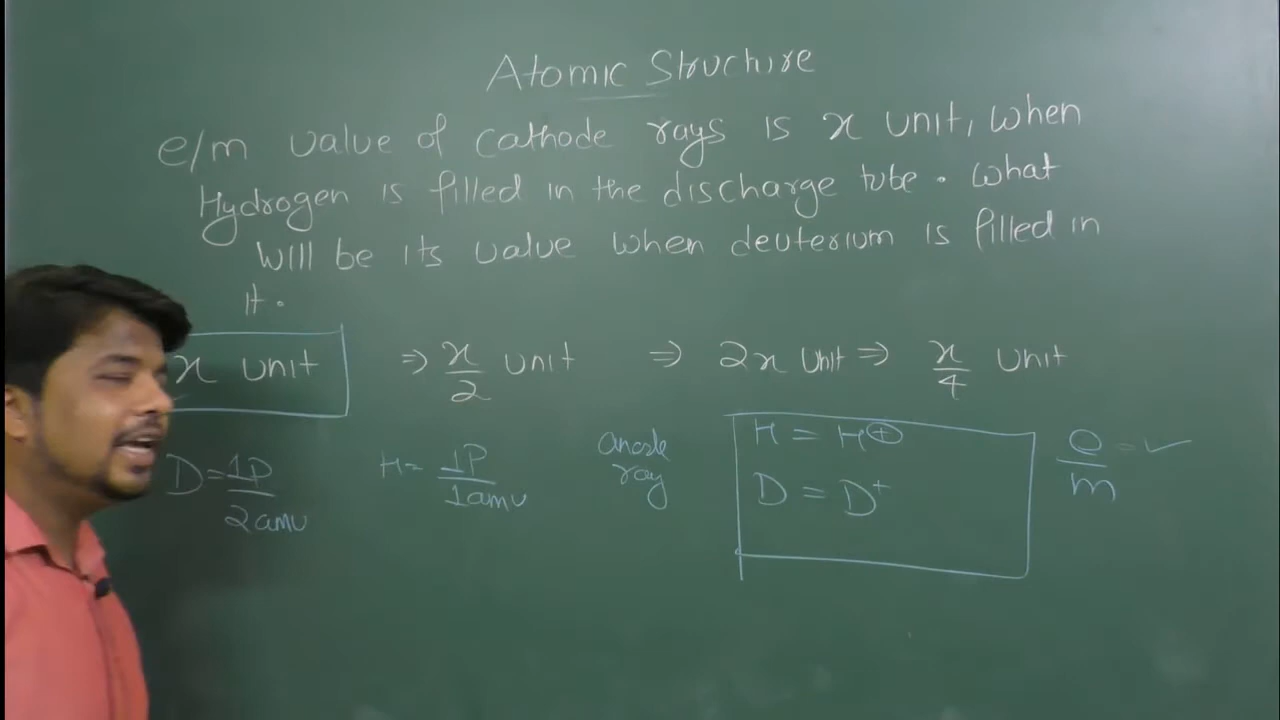 Atomic Structure
e/m value of cathode rays is x unit, when
Hydrogen is filled in the discharge tube. What
will be its value when deuterium is filled in
it.
x unit ⇒ x/2 unit ⇒ 2x unit ⇒ x/4 unit
D = 1P/2amu H = 1P/1amu anode ray H = H⊕ e/m = ✓
D = D⁺